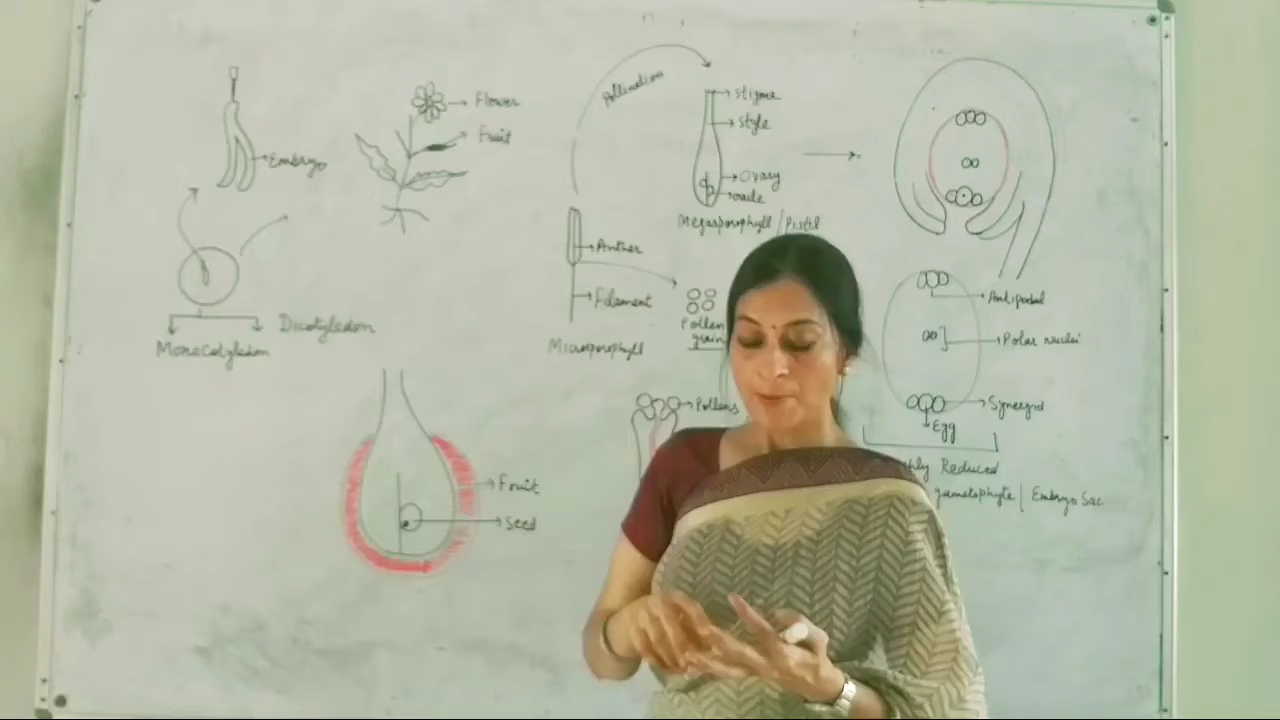 Embryo
Flower
Fruit
Monocotyledon
Dicotyledon
Fruit
Seed
Pollination
stigma
style
Ovary
ovule
Megasporophyll / Pistil
Anther
Filament
Microsporophyll
Pollen
grain
Pollens
Antipodal
Polar nuclei
Synergid
Egg
Reduced
gametophyte | Embryo Sac